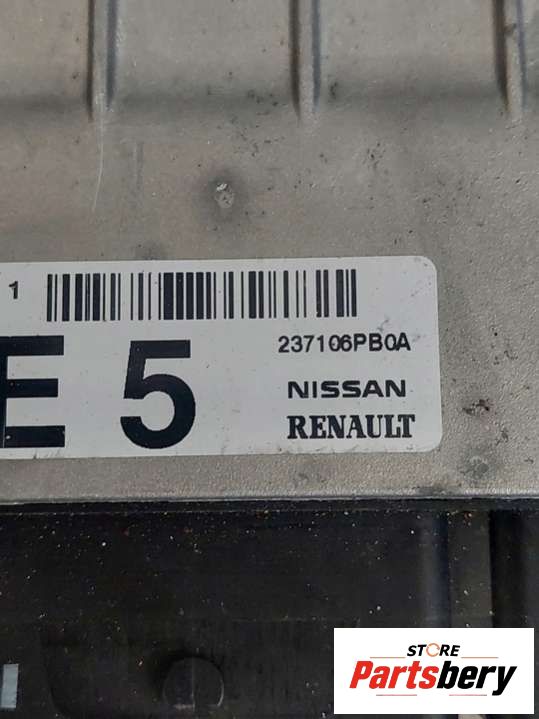 1
237106PB0A
E 5
NISSAN
RENAULT
STORE
Partsbery